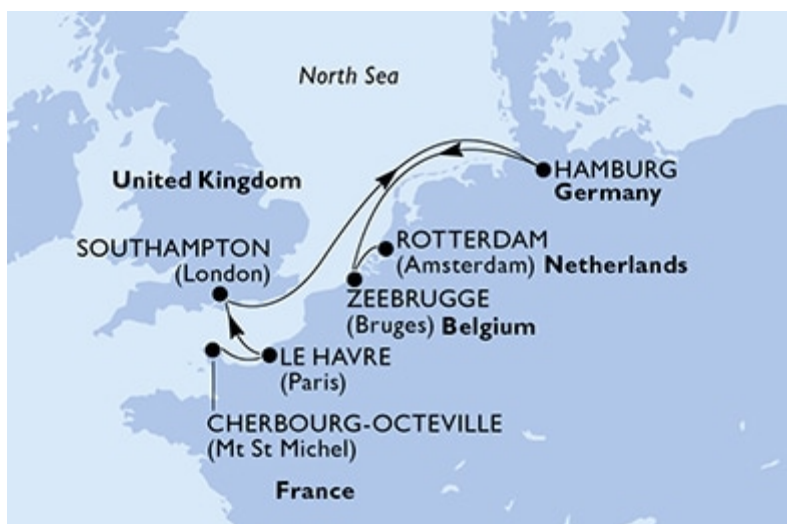 North Sea
United Kingdom
HAMBURG
Germany
SOUTHAMPTON
(London)
ROTTERDAM
(Amsterdam) Netherlands
ZEEBRUGGE
(Bruges) Belgium
LE HAVRE
(Paris)
CHERBOURG-OCTEVILLE
(Mt St Michel)
France